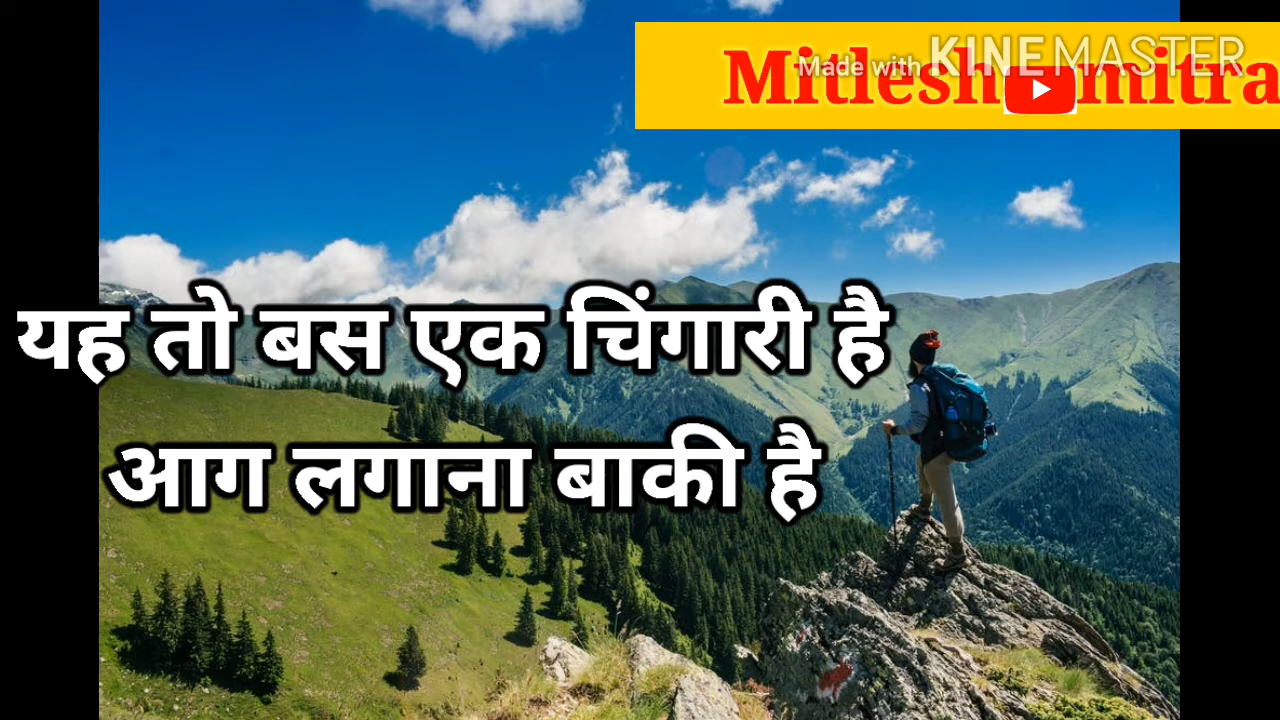 Mitlesh mitra
Made with KINEMASTER
यह तो बस एक चिंगारी है
आग लगाना बाकी है